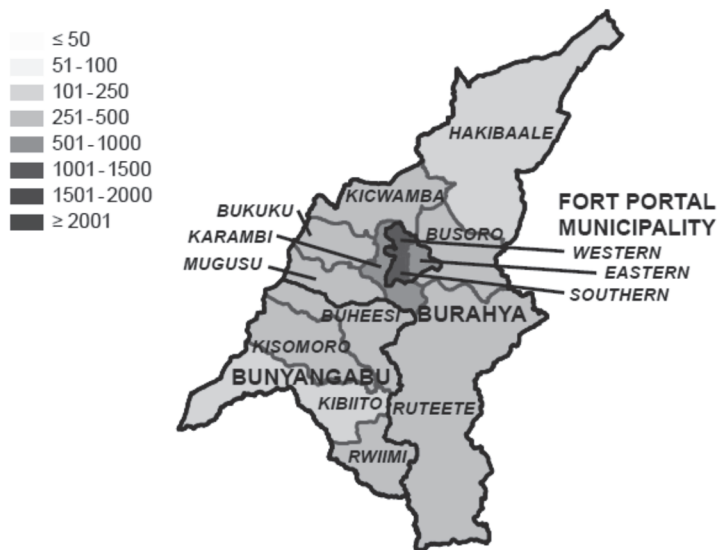 ≤ 50
51-100
101-250
251-500
501-1000
1001-1500
1501-2000
≥ 2001
HAKIBAALE
KICWAMBA
BUKUKU
KARAMBI
MUGUSU
BUSORO
FORT PORTAL
MUNICIPALITY
WESTERN
EASTERN
SOUTHERN
BUHEESI
BURAHYA
KISOMORO
BUNYANGABU
KIBIITO
RUTEETE
RWIIMI